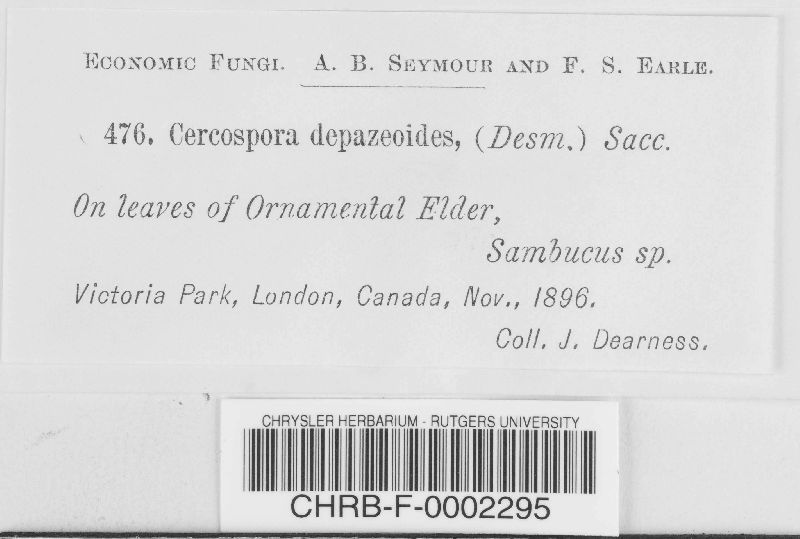 Economic Fungi. A. B. Seymour and F. S. Earle.
476. Cercospora depazeoides, (Desm.) Sacc.
On leaves of Ornamental Elder,
Sambucus sp.
Victoria Park, London, Canada, Nov., 1896.
Coll. J. Dearness.
CHRYSLER HERBARIUM - RUTGERS UNIVERSITY
CHRB-F-0002295